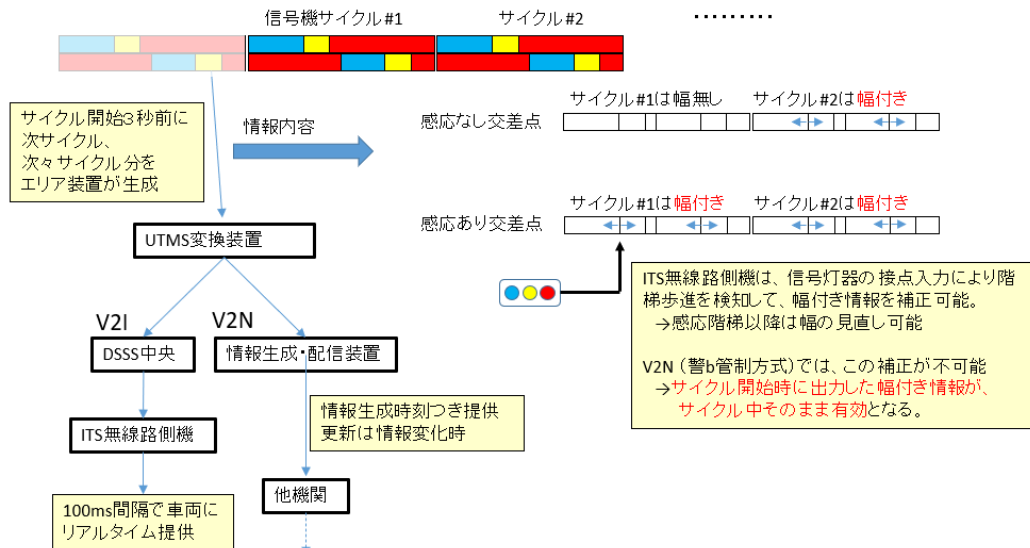 信号機サイクル#1
サイクル#2
・・・・・・・・・
サイクル開始3秒前に
次サイクル、
次々サイクル分を
エリア装置が生成
情報内容
感応なし交差点
サイクル#1は幅無し
サイクル#2は幅付き
感応あり交差点
サイクル#1は幅付き
サイクル#2は幅付き
UTMS変換装置
ITS無線路側機は、信号灯器の接点入力により階
梯歩進を検知して、幅付き情報を補正可能。
→感応階梯以降は幅の見直し可能
V2N（警b管制方式）では、この補正が不可能
→サイクル開始時に出力した幅付き情報が、
サイクル中そのまま有効となる。
V2I
V2N
DSSS中央
情報生成・配信装置
情報生成時刻つき提供
更新は情報変化時
ITS無線路側機
他機関
100ms間隔で車両に
リアルタイム提供